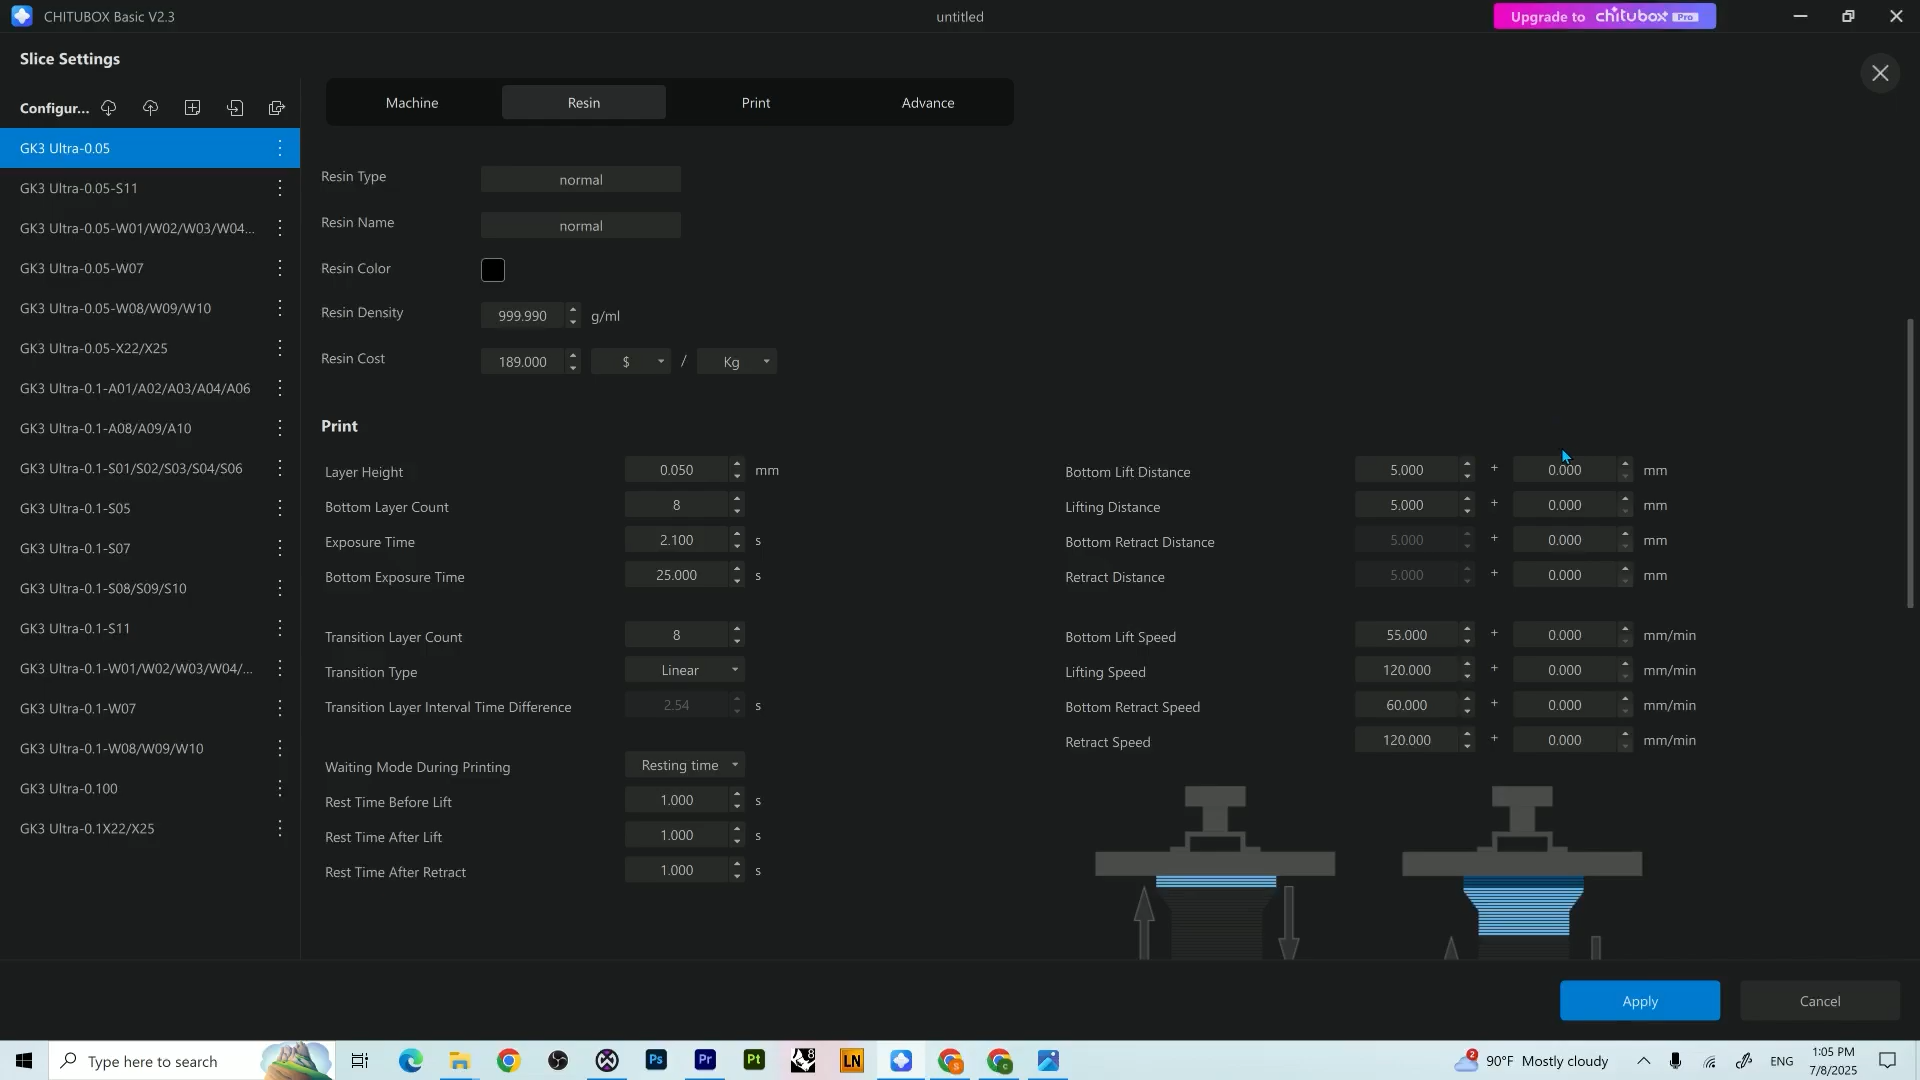 CHITUBOX Basic V2.3
untitled
Upgrade to chitubox Pro
Slice Settings
Configur...
Machine
Resin
Print
Advance
GK3 Ultra-0.05
GK3 Ultra-0.05-S11
GK3 Ultra-0.05-W01/W02/W03/W04...
GK3 Ultra-0.05-W07
GK3 Ultra-0.05-W08/W09/W10
GK3 Ultra-0.05-X22/X25
GK3 Ultra-0.1-A01/A02/A03/A04/A06
GK3 Ultra-0.1-A08/A09/A10
GK3 Ultra-0.1-S01/S02/S03/S04/S06
GK3 Ultra-0.1-S05
GK3 Ultra-0.1-S07
GK3 Ultra-0.1-S08/S09/S10
GK3 Ultra-0.1-S11
GK3 Ultra-0.1-W01/W02/W03/W04/...
GK3 Ultra-0.1-W07
GK3 Ultra-0.1-W08/W09/W10
GK3 Ultra-0.100
GK3 Ultra-0.1X22/X25
Resin Type normal
Resin Name normal
Resin Color
Resin Density 999.990 g/ml
Resin Cost 189.000 $ / Kg
Print
Layer Height 0.050 mm
Bottom Layer Count 8
Exposure Time 2.100 s
Bottom Exposure Time 25.000 s
Transition Layer Count 8
Transition Type Linear
Transition Layer Interval Time Difference 2.54 s
Waiting Mode During Printing Resting time
Rest Time Before Lift 1.000 s
Rest Time After Lift 1.000 s
Rest Time After Retract 1.000 s
Bottom Lift Distance 5.000 + 0.000 mm
Lifting Distance 5.000 + 0.000 mm
Bottom Retract Distance 5.000 + 0.000 mm
Retract Distance 5.000 + 0.000 mm
Bottom Lift Speed 55.000 + 0.000 mm/min
Lifting Speed 120.000 + 0.000 mm/min
Bottom Retract Speed 60.000 + 0.000 mm/min
Retract Speed 120.000 + 0.000 mm/min
Apply
Cancel
Type here to search
Ps
Pr
Pt
8
LN
S
C
2
90°F Mostly cloudy
ENG
1:05 PM
7/8/2025